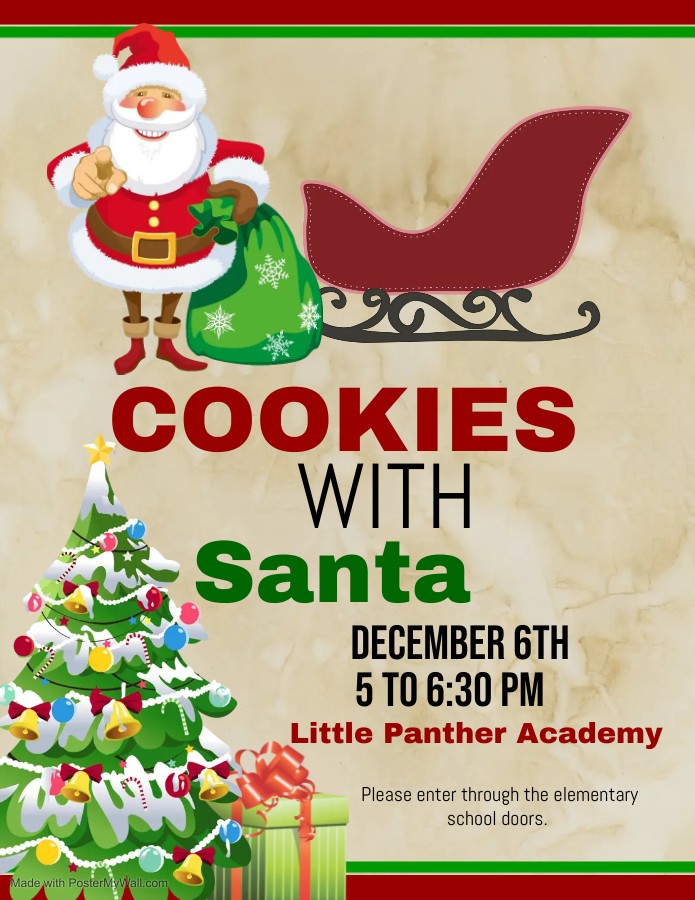 COOKIES
WITH
Santa
DECEMBER 6TH
5 TO 6:30 PM
Little Panther Academy
Please enter through the elementary
school doors.
Made with PosterMyWall.com